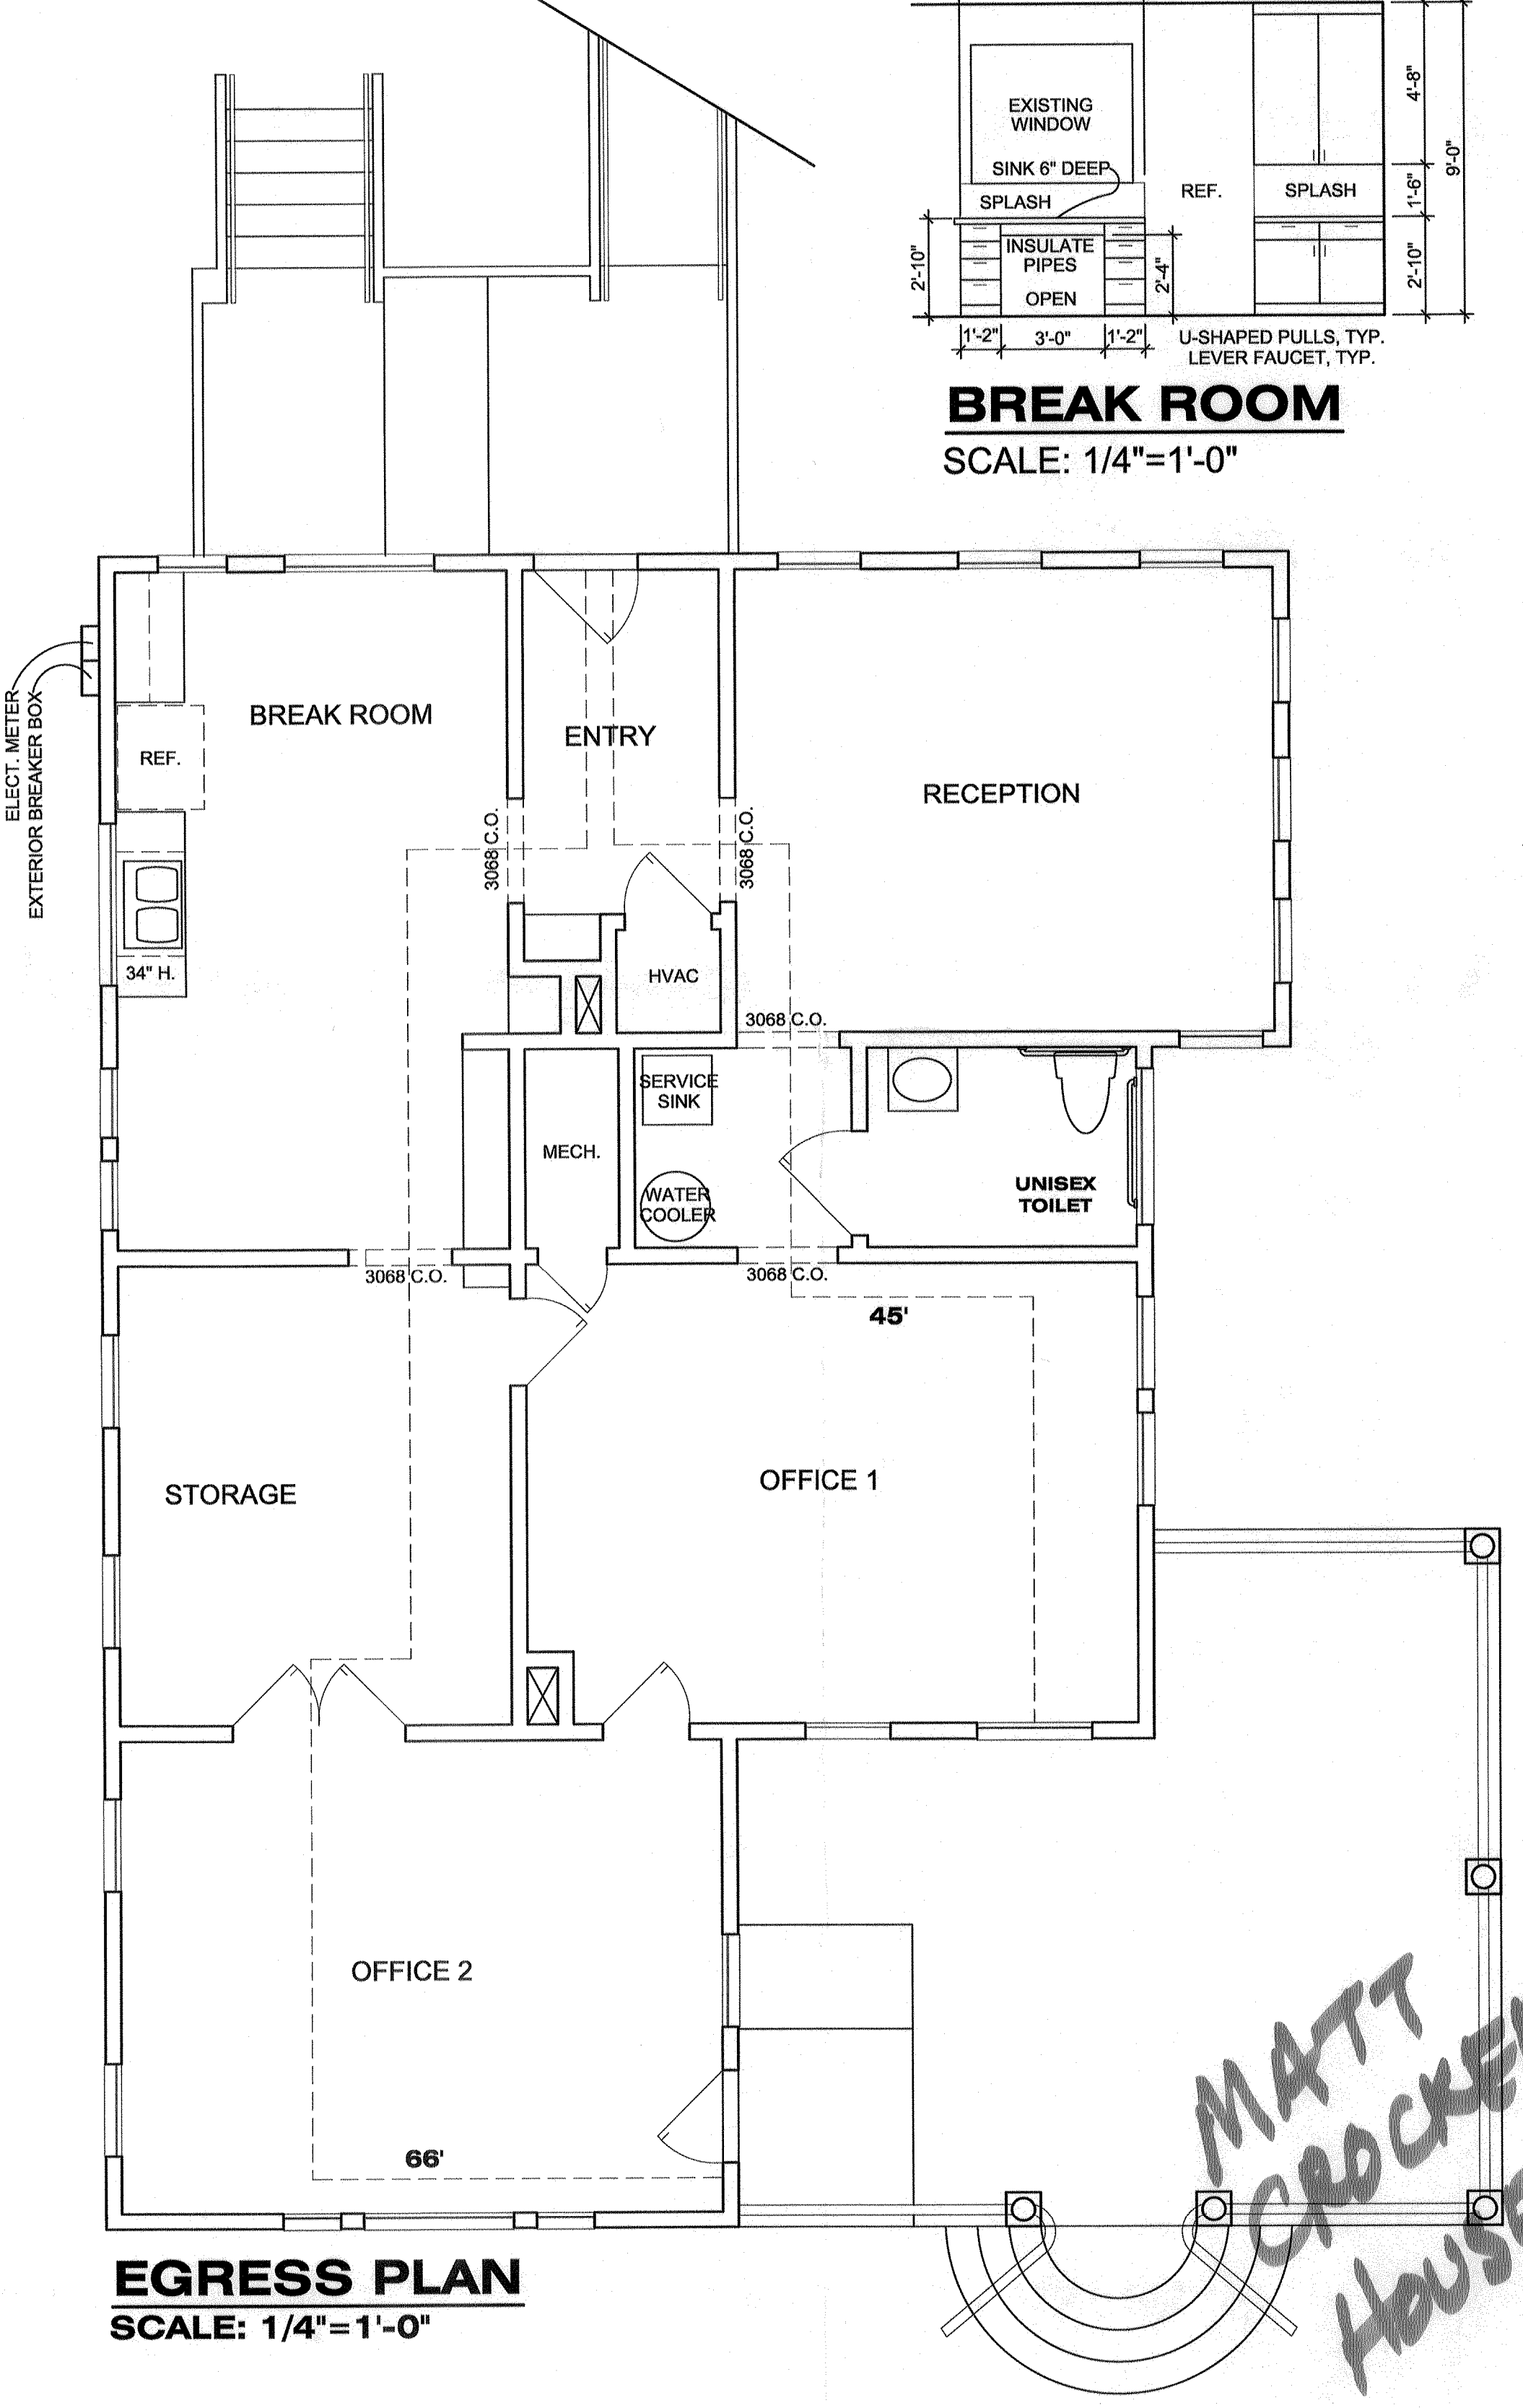 EXISTING
WINDOW
SINK 6" DEEP
SPLASH
INSULATE
PIPES
OPEN
REF.
SPLASH
2'-10"
2'-4"
4'-8"
1'-6"
2'-10"
9'-0"
1'-2"
3'-0"
1'-2"
U-SHAPED PULLS, TYP.
LEVER FAUCET, TYP.
BREAK ROOM
SCALE: 1/4"=1'-0"
ELECT. METER
EXTERIOR BREAKER BOX
BREAK ROOM
REF.
34" H.
ENTRY
3068 C.O.
3068 C.O.
RECEPTION
HVAC
3068 C.O.
SERVICE
SINK
MECH.
WATER
COOLER
UNISEX
TOILET
3068 C.O.
3068 C.O.
45'
STORAGE
OFFICE 1
OFFICE 2
66'
EGRESS PLAN
SCALE: 1/4"=1'-0"
MATT
HOUSE